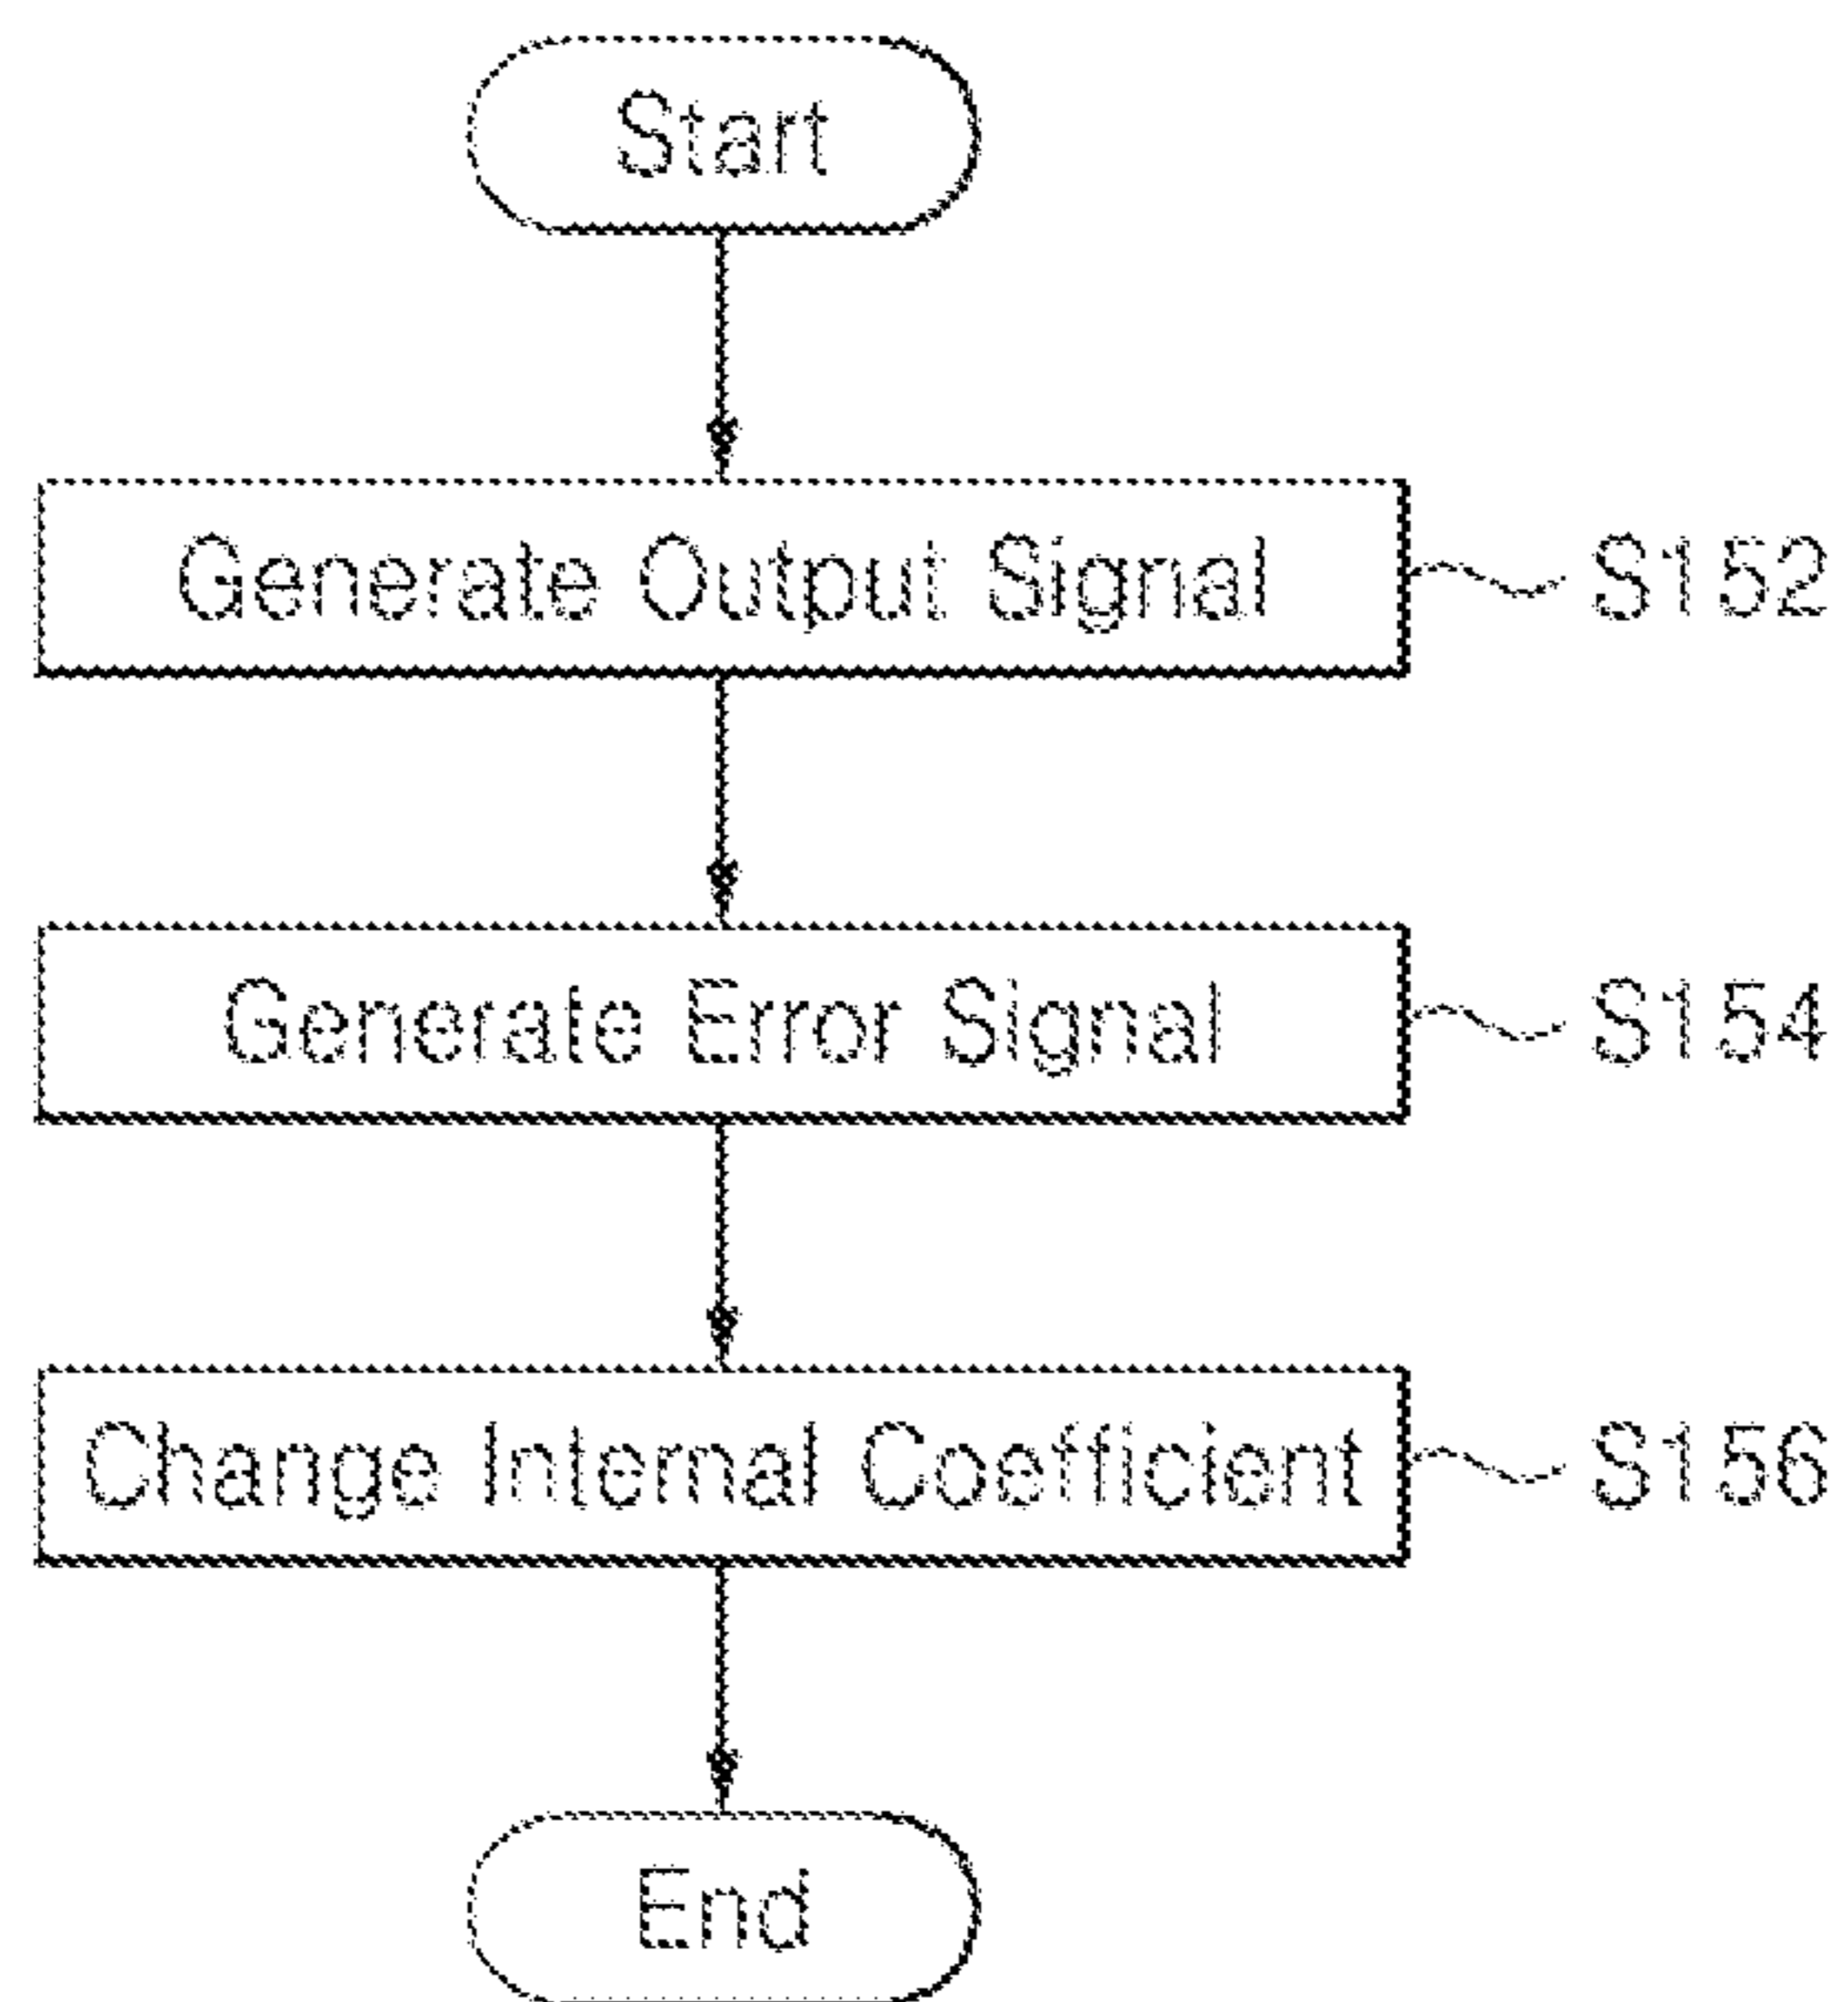 Start
Generate Output Signal S152
Generate Error Signal S154
Change Internal Coefficient S156
End